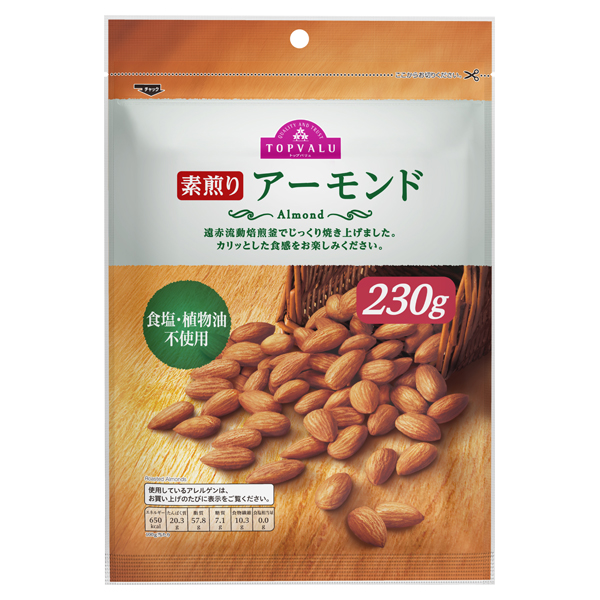 ここからお切りください。
チャック
QUALITY AND TRUST
TOPVALU
トップバリュ
素煎り アーモンド
Almond
遠赤流動焙煎釜でじっくり焼き上げました。
カリッとした食感をお楽しみください。
230g
食塩・植物油
不使用
Roasted Almonds
使用しているアレルゲンは、
お買い上げのたびに表示をご覧ください。
エネルギー たんぱく質 脂質 糖質 食物繊維 食塩相当量
650 kcal 20.3 g 57.8 g 7.1 g 10.3 g 0.0 g